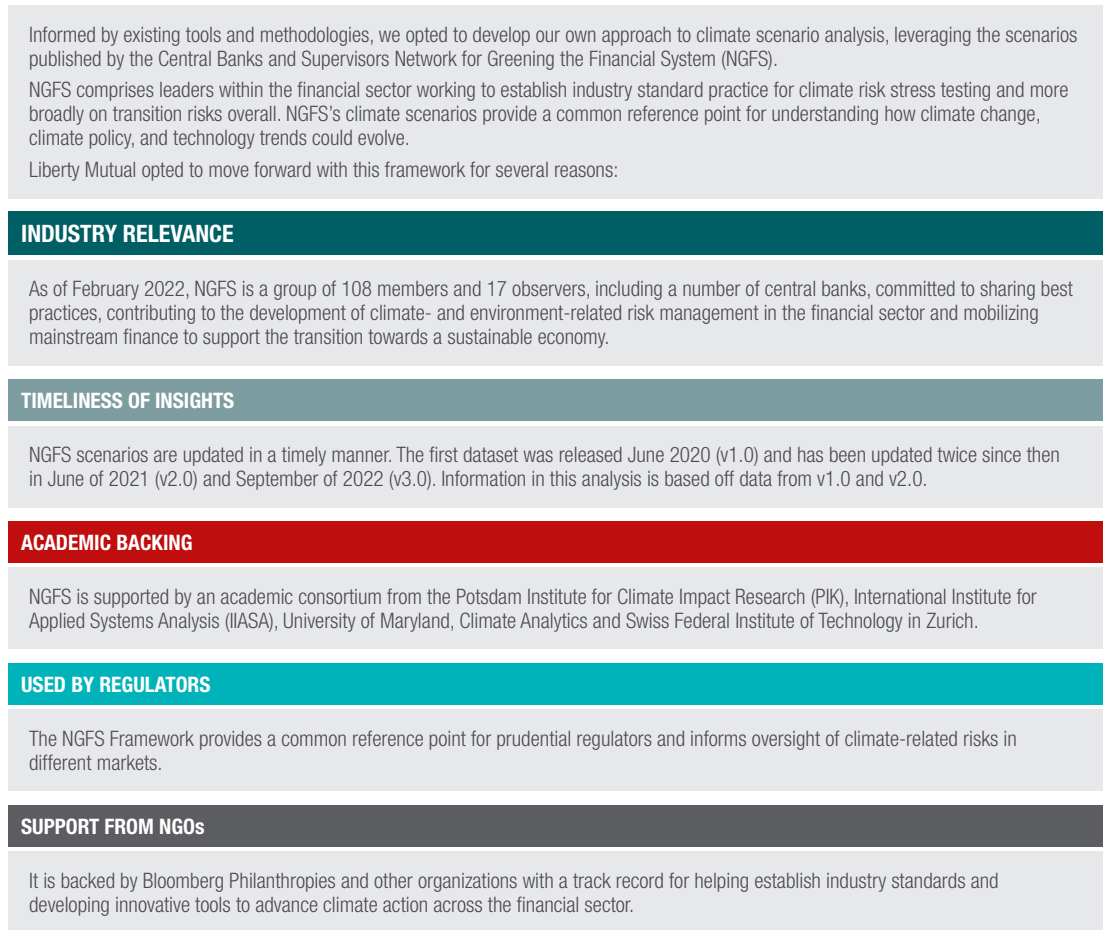 Informed by existing tools and methodologies, we opted to develop our own approach to climate scenario analysis, leveraging the scenarios
published by the Central Banks and Supervisors Network for Greening the Financial System (NGFS).
NGFS comprises leaders within the financial sector working to establish industry standard practice for climate risk stress testing and more
broadly on transition risks overall. NGFS's climate scenarios provide a common reference point for understanding how climate change,
climate policy, and technology trends could evolve.
Liberty Mutual opted to move forward with this framework for several reasons:
INDUSTRY RELEVANCE
As of February 2022, NGFS is a group of 108 members and 17 observers, including a number of central banks, committed to sharing best
practices, contributing to the development of climate- and environment-related risk management in the financial sector and mobilizing
mainstream finance to support the transition towards a sustainable economy.
TIMELINESS OF INSIGHTS
NGFS scenarios are updated in a timely manner. The first dataset was released June 2020 (v1.0) and has been updated twice since then
in June of 2021 (v2.0) and September of 2022 (v3.0). Information in this analysis is based off data from v1.0 and v2.0.
ACADEMIC BACKING
NGFS is supported by an academic consortium from the Potsdam Institute for Climate Impact Research (PIK), International Institute for
Applied Systems Analysis (IIASA), University of Maryland, Climate Analytics and Swiss Federal Institute of Technology in Zurich.
USED BY REGULATORS
The NGFS Framework provides a common reference point for prudential regulators and informs oversight of climate-related risks in
different markets.
SUPPORT FROM NGOs
It is backed by Bloomberg Philanthropies and other organizations with a track record for helping establish industry standards and
developing innovative tools to advance climate action across the financial sector.